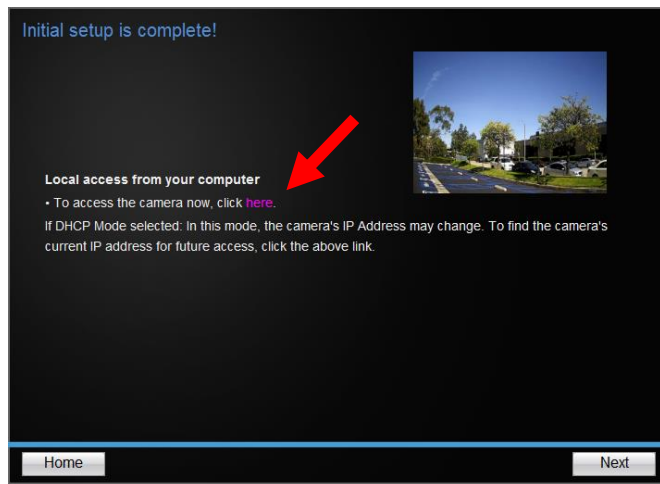 Initial setup is complete!
Local access from your computer
• To access the camera now, click here.
If DHCP Mode selected: In this mode, the camera's IP Address may change. To find the camera's
current IP address for future access, click the above link.
Home
Next